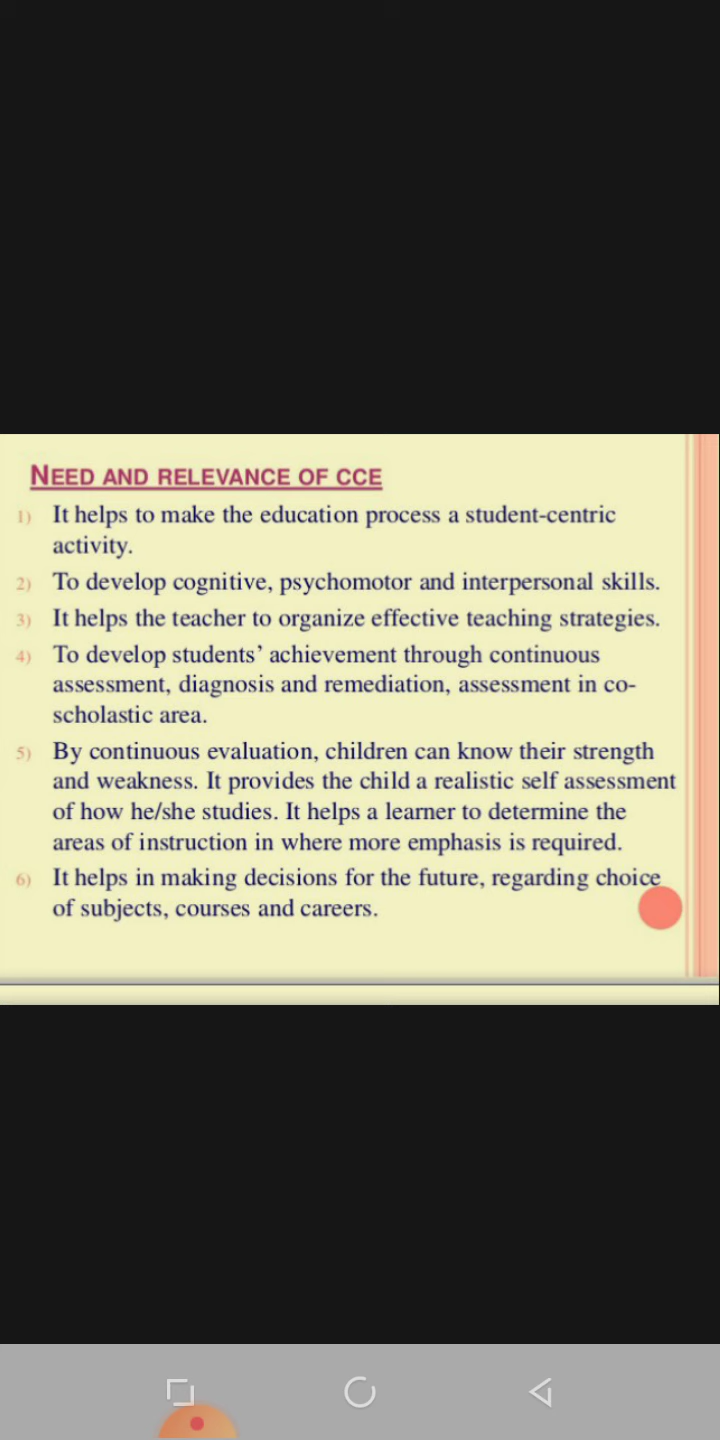 NEED AND RELEVANCE OF CCE
1) It helps to make the education process a student-centric
activity.
2) To develop cognitive, psychomotor and interpersonal skills.
3) It helps the teacher to organize effective teaching strategies.
4) To develop students’ achievement through continuous
assessment, diagnosis and remediation, assessment in co-
scholastic area.
5) By continuous evaluation, children can know their strength
and weakness. It provides the child a realistic self assessment
of how he/she studies. It helps a learner to determine the
areas of instruction in where more emphasis is required.
6) It helps in making decisions for the future, regarding choice
of subjects, courses and careers.